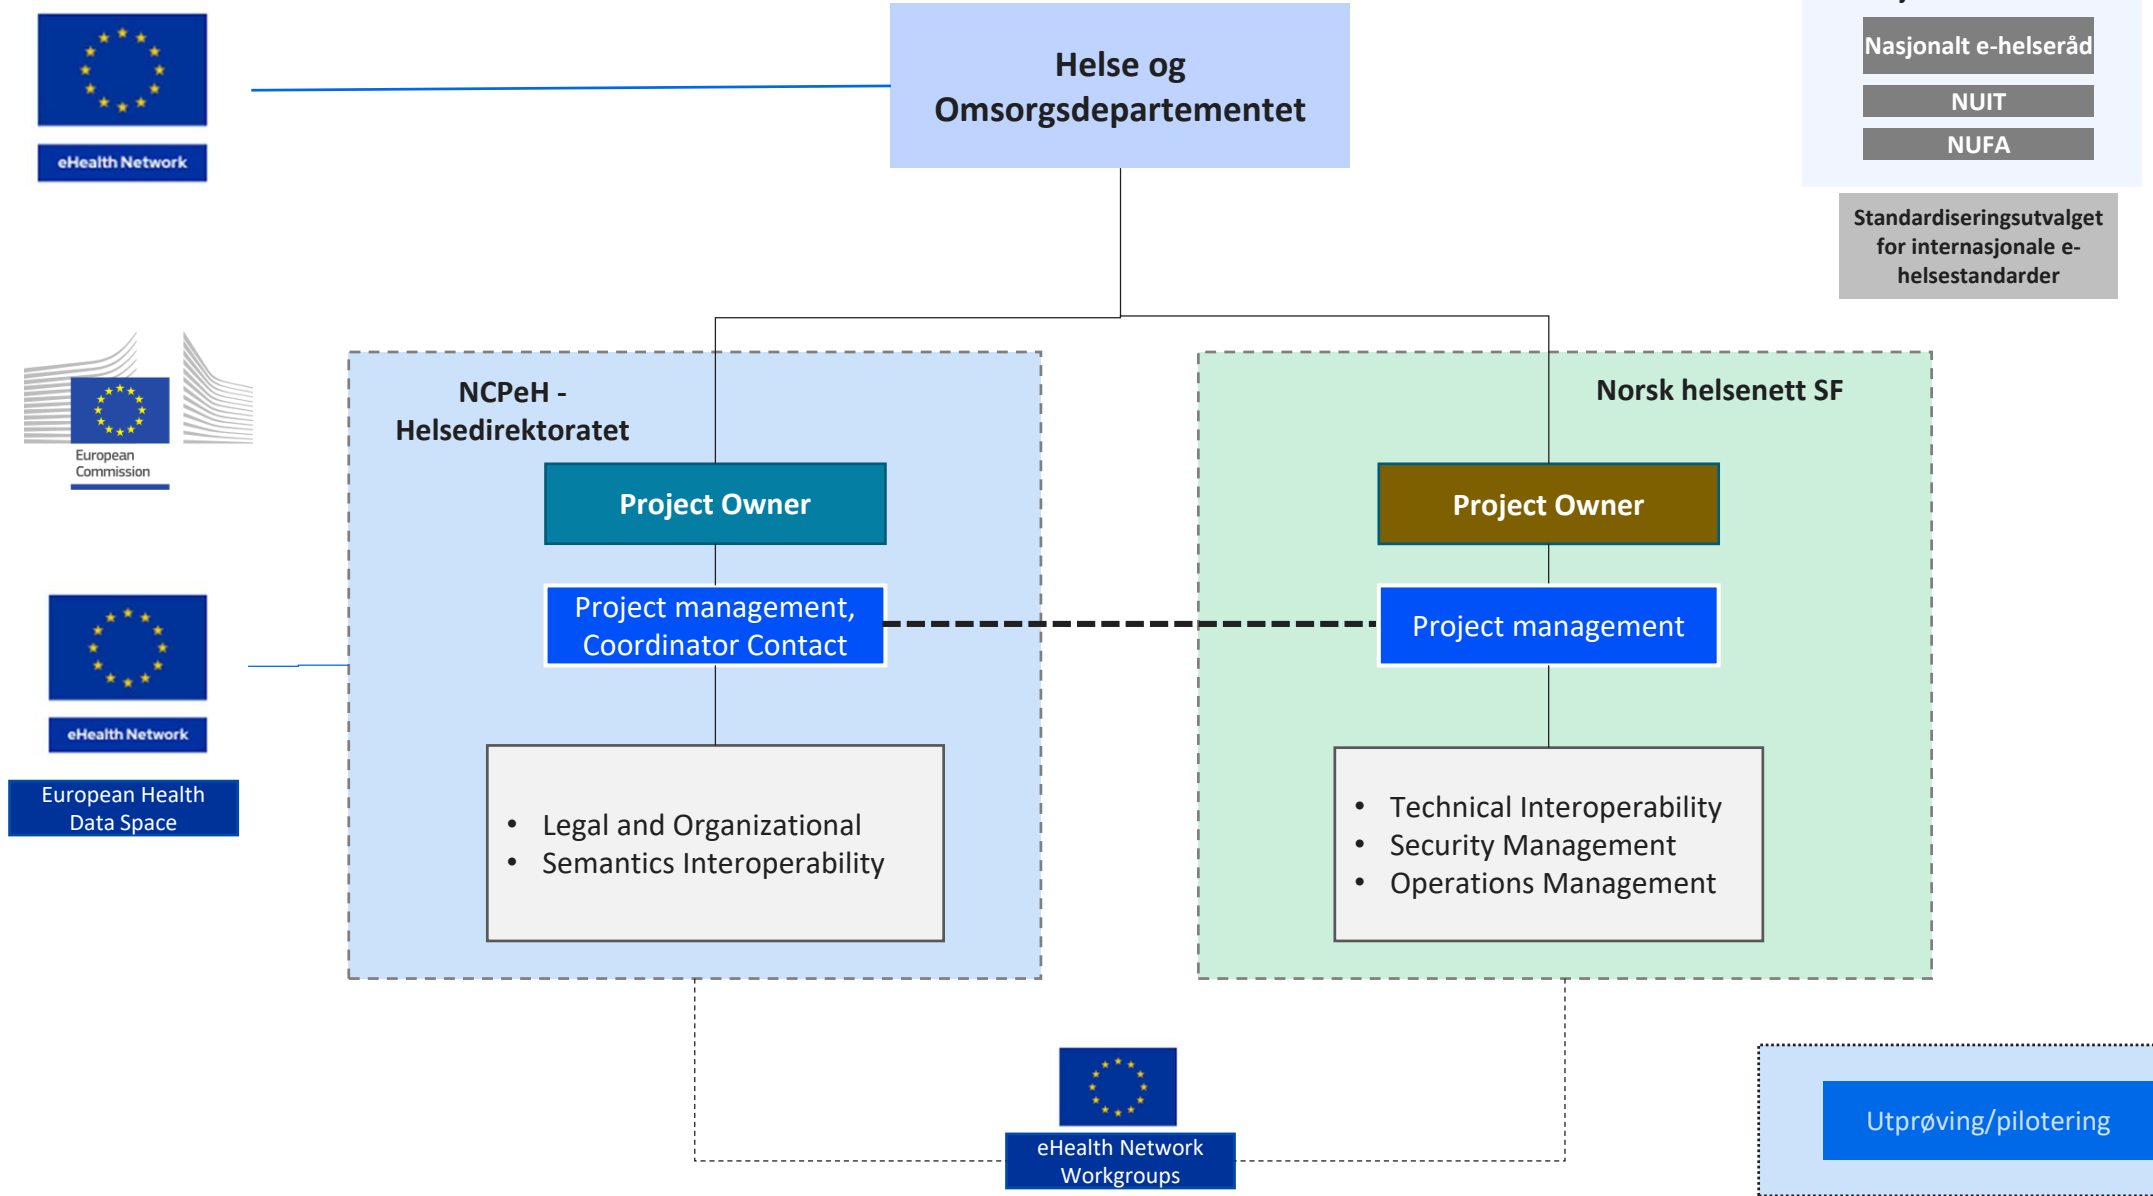 Helse og
Omsorgsdepartementet
eHealth Network
Nasjonalt e-helseråd
NUIT
NUFA
Standardiseringsutvalget
for internasjonale e-
helsestandarder
European
Commission
NCPeH -
Helsedirektoratet
Norsk helsenett SF
Project Owner
Project Owner
Project management,
Coordinator Contact
Project management
eHealth Network
European Health
Data Space
• Legal and Organizational
• Semantics Interoperability
• Technical Interoperability
• Security Management
• Operations Management
eHealth Network
Workgroups
Utprøving/pilotering